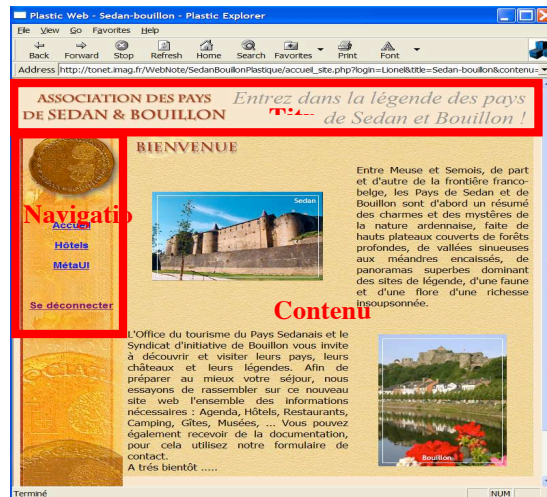 Plastic Web - Sedan-bouillon - Plastic Explorer
File View Go Favorites Help
Back Forward Stop Refresh Home Search Favorites Print Font
Address http://tonet.imag.fr/WebNote/SedanBouillonPlastique/accueil_site.php?login=Lionel&title=Sedan-bouillon&contenu=
ASSOCIATION DES PAYS
DE SEDAN & BOUILLON
Entrez dans la légende des pays
de Sedan et Bouillon !
BIENVENUE
Navigatio
Accueil
Hôtels
MétaUI
Se déconnecter
Sedan
Entre Meuse et Semois, de part
et d'autre de la frontière franco-
belge, les Pays de Sedan et de
Bouillon sont d'abord un résumé
des charmes et des mystères de
la nature ardennaise, faite de
hauts plateaux couverts de forêts
profondes, de vallées sinueuses
aux méandres encaissés, de
panoramas superbes dominant
des sites de légende, d'une faune
et d'une flore d'une richesse
insoupsonnée.
Contenu
L'Office du tourisme du Pays Sedanais et le
Syndicat d'initiative de Bouillon vous invite
à découvrir et visiter leurs pays, leurs
châteaux et leurs légendes. Afin de
préparer au mieux votre séjour, nous
essayons de rassembler sur ce nouveau
site web l'ensemble des informations
nécessaires : Agenda, Hôtels, Restaurants,
Camping, Gîtes, Musées, ... Vous pouvez
également recevoir de la documentation,
pour cela utilisez notre formulaire de
contact.
A trés bientôt .....
Bouillon
Terminé
NUM